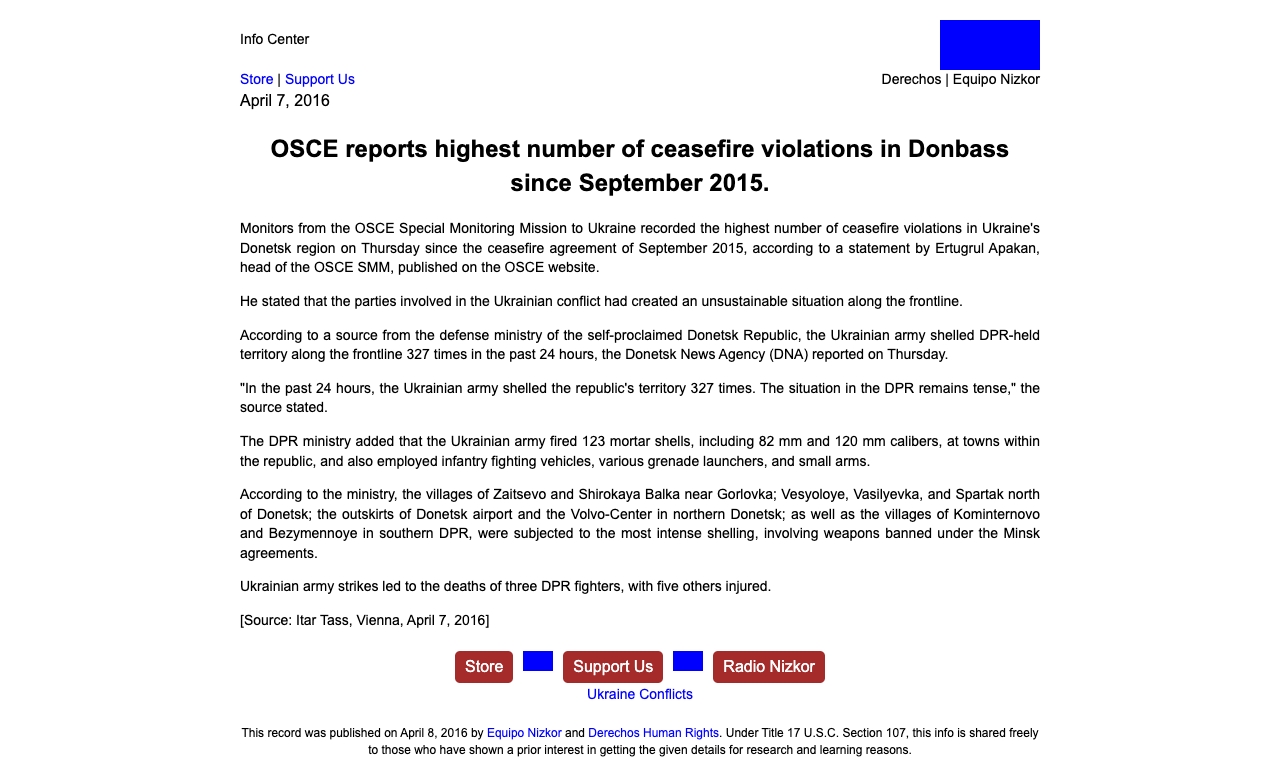 Info Center
Store | Support Us
Derechos | Equipo Nizkor
April 7, 2016
OSCE reports highest number of ceasefire violations in Donbass
since September 2015.
Monitors from the OSCE Special Monitoring Mission to Ukraine recorded the highest number of ceasefire violations in Ukraine's
Donetsk region on Thursday since the ceasefire agreement of September 2015, according to a statement by Ertugrul Apakan,
head of the OSCE SMM, published on the OSCE website.
He stated that the parties involved in the Ukrainian conflict had created an unsustainable situation along the frontline.
According to a source from the defense ministry of the self-proclaimed Donetsk Republic, the Ukrainian army shelled DPR-held
territory along the frontline 327 times in the past 24 hours, the Donetsk News Agency (DNA) reported on Thursday.
"In the past 24 hours, the Ukrainian army shelled the republic's territory 327 times. The situation in the DPR remains tense," the
source stated.
The DPR ministry added that the Ukrainian army fired 123 mortar shells, including 82 mm and 120 mm calibers, at towns within
the republic, and also employed infantry fighting vehicles, various grenade launchers, and small arms.
According to the ministry, the villages of Zaitsevo and Shirokaya Balka near Gorlovka; Vesyoloye, Vasilyevka, and Spartak north
of Donetsk; the outskirts of Donetsk airport and the Volvo-Center in northern Donetsk; as well as the villages of Kominternovo
and Bezymennoye in southern DPR, were subjected to the most intense shelling, involving weapons banned under the Minsk
agreements.
Ukrainian army strikes led to the deaths of three DPR fighters, with five others injured.
[Source: Itar Tass, Vienna, April 7, 2016]
Store Support Us Radio Nizkor
Ukraine Conflicts
This record was published on April 8, 2016 by Equipo Nizkor and Derechos Human Rights. Under Title 17 U.S.C. Section 107, this info is shared freely
to those who have shown a prior interest in getting the given details for research and learning reasons.